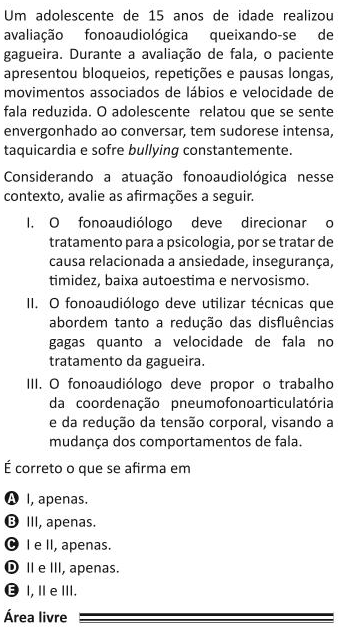 Um adolescente de 15 anos de idade realizou
avaliação fonoaudiológica queixando-se de
gagueira. Durante a avaliação de fala, o paciente
apresentou bloqueios, repetições e pausas longas,
movimentos associados de lábios e velocidade de
fala reduzida. O adolescente relatou que se sente
envergonhado ao conversar, tem sudorese intensa,
taquicardia e sofre bullying constantemente.
Considerando a atuação fonoaudiológica nesse
contexto, avalie as afirmações a seguir.
I. O fonoaudiólogo deve direcionar o
tratamento para a psicologia, por se tratar de
causa relacionada a ansiedade, insegurança,
timidez, baixa autoestima e nervosismo.
II. O fonoaudiólogo deve utilizar técnicas que
abordem tanto a redução das disfluências
gagas quanto a velocidade de fala no
tratamento da gagueira.
III. O fonoaudiólogo deve propor o trabalho
da coordenação pneumofonoarticulatória
e da redução da tensão corporal, visando a
mudança dos comportamentos de fala.
É correto o que se afirma em
A I, apenas.
B III, apenas.
C I e II, apenas.
D II e III, apenas.
E I, II e III.
Área livre